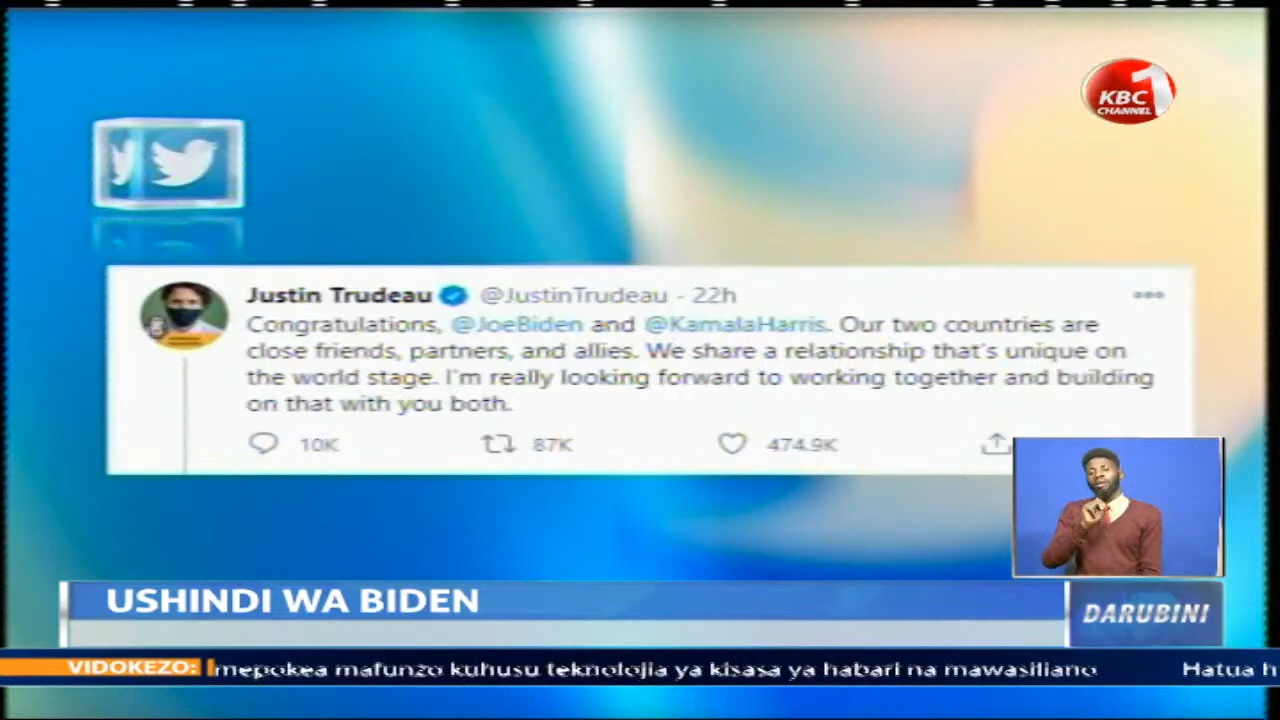 KBC 1
CHANNEL
Justin Trudeau @JustinTrudeau · 22h
Congratulations, @JoeBiden and @KamalaHarris. Our two countries are
close friends, partners, and allies. We share a relationship that's unique on
the world stage. I'm really looking forward to working together and building
on that with you both.
10K 87K 474.9K
USHINDI WA BIDEN
DARUBINI
VIDOKEZO: mepokea mafunzo kuhusu teknolojia ya kisasa ya habari na mawasiliano Hatua h